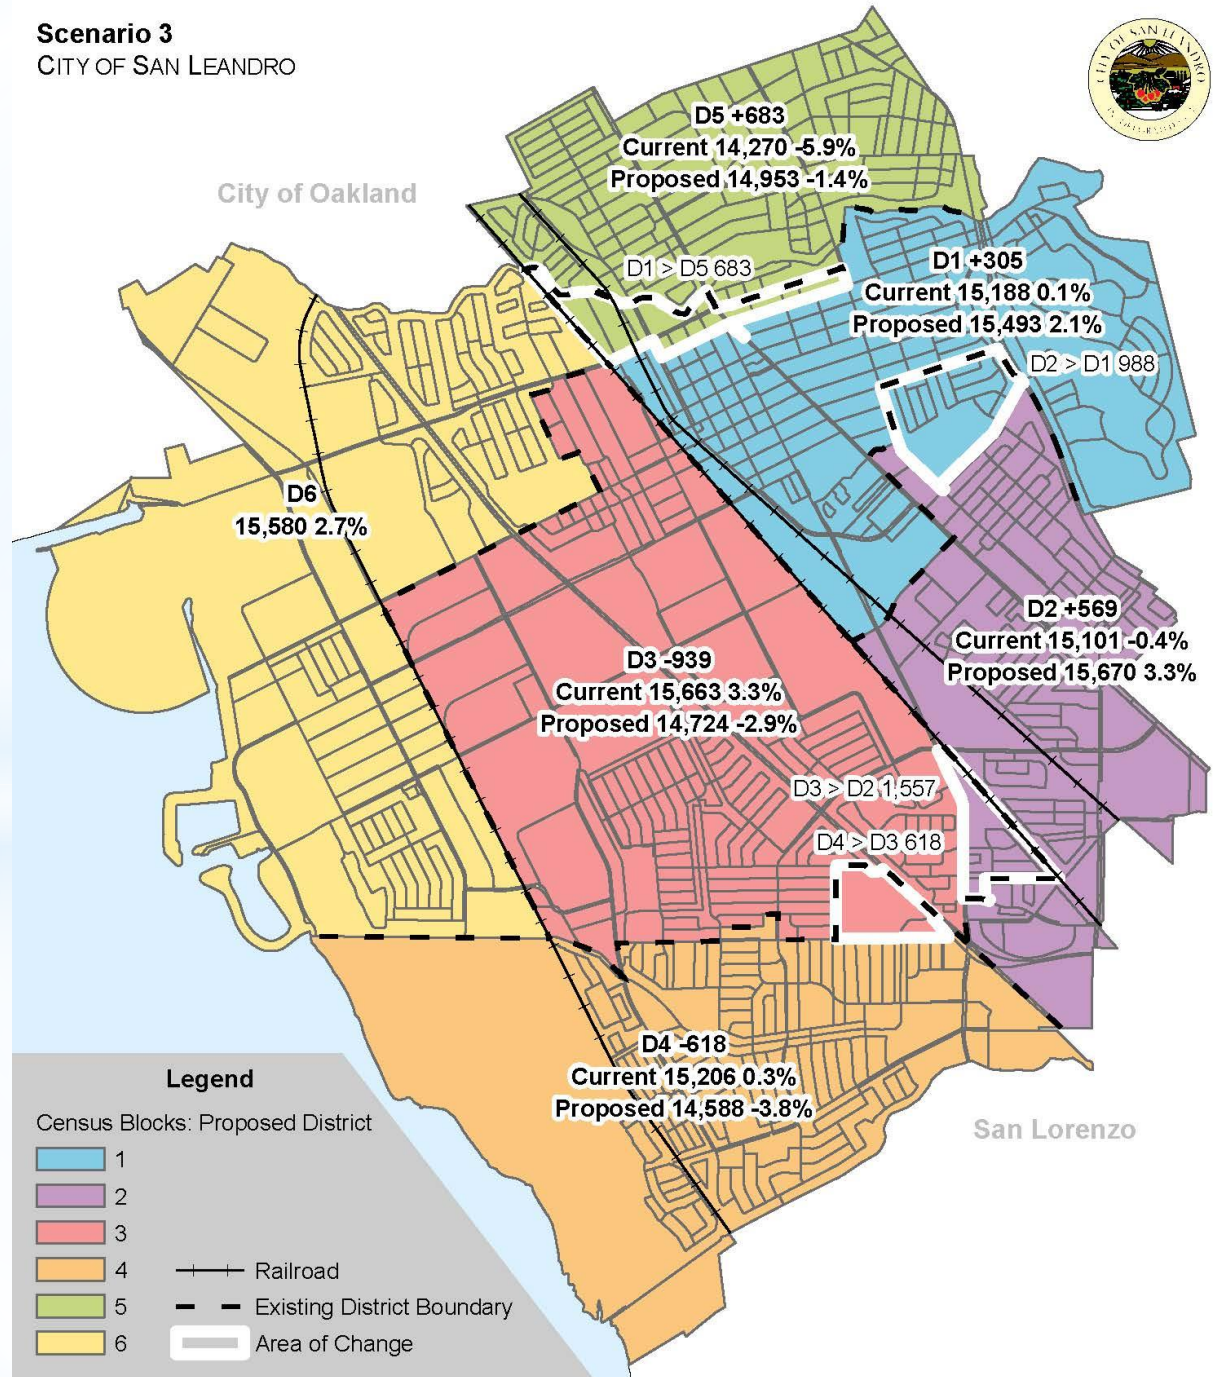 Scenario 3
CITY OF SAN LEANDRO
CITY OF SAN LEANDRO
City of Oakland
D5 +683
Current 14,270 -5.9%
Proposed 14,953 -1.4%
D1 > D5 683
D1 +305
Current 15,188 0.1%
Proposed 15,493 2.1%
D2 > D1 988
D6
15,580 2.7%
D2 +569
Current 15,101 -0.4%
Proposed 15,670 3.3%
D3 -939
Current 15,663 3.3%
Proposed 14,724 -2.9%
D3 > D2 1,557
D4 > D3 618
D4 -618
Current 15,206 0.3%
Proposed 14,588 -3.8%
San Lorenzo
Legend
Census Blocks: Proposed District
1
2
3
4
5
6
Railroad
Existing District Boundary
Area of Change